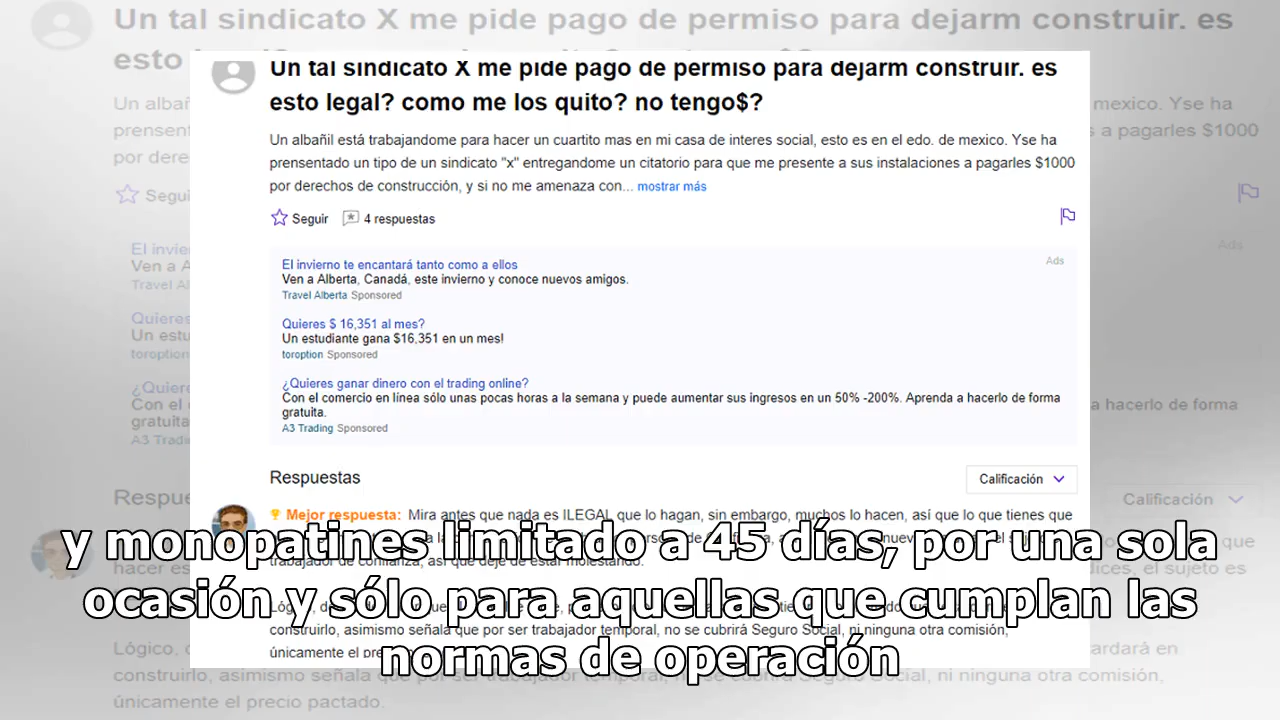 Un tal sindicato X me pide pago de permiso para dejarm construir. es
esto legal? como me los quito? no tengo$?
Un albañil está trabajandome para hacer un cuartito mas en mi casa de interes social, esto es en el edo. de mexico. Yse ha
prensentado un tipo de un sindicato "x" entregandome un citatorio para que me presente a sus instalaciones a pagarles $1000
por derechos de construcción, y si no me amenaza con... mostrar más
Seguir 4 respuestas
Ads
El invierno te encantará tanto como a ellos
Ven a Alberta, Canadá, este invierno y conoce nuevos amigos.
Travel Alberta Sponsored
Quieres $ 16,351 al mes?
Un estudiante gana $16,351 en un mes!
toroption Sponsored
¿Quieres ganar dinero con el trading online?
Con el comercio en línea sólo unas pocas horas a la semana y puede aumentar sus ingresos en un 50% -200%. Aprenda a hacerlo de forma
gratuita.
A3 Trading Sponsored
Respuestas
Calificación
Mejor respuesta: Mira antes que nada es ILEGAL que lo hagan, sin embargo, muchos lo hacen, así que lo que tienes que
trabajador de confianza, así que deje de estar molestando.
construirlo, asimismo señala que por ser trabajador temporal, no se cubrirá Seguro Social, ni ninguna otra comisión,
únicamente el
y monopatines limitado a 45 días, por una sola
ocasión y sólo para aquellas que cumplan las
normas de operación